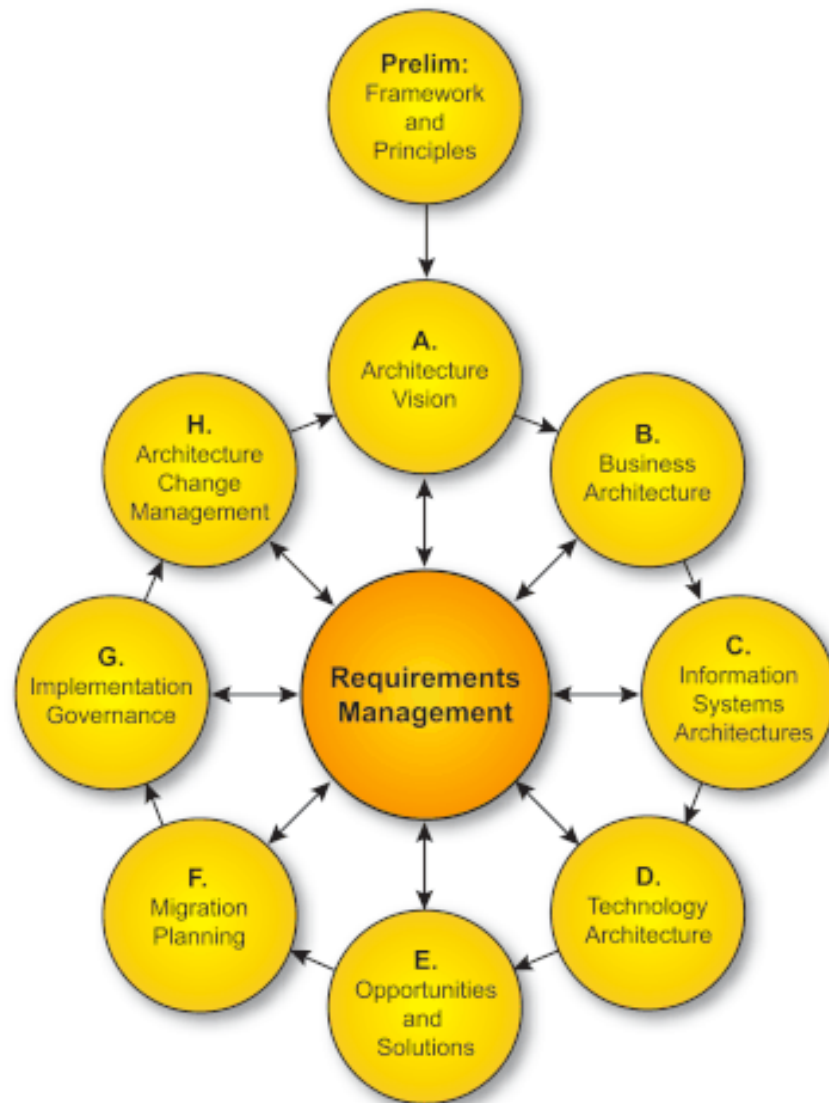 Prelim:
Framework
and
Principles
A.
Architecture
Vision
H.
Architecture
Change
Management
B.
Business
Architecture
G.
Implementation
Governance
Requirements
Management
C.
Information
Systems
Architectures
F.
Migration
Planning
D.
Technology
Architecture
E.
Opportunities
and
Solutions